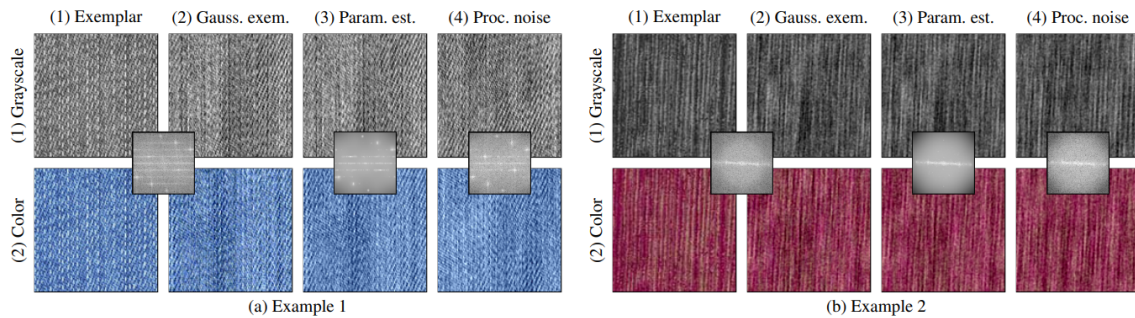 (1) Exemplar (2) Gauss. exem. (3) Param. est. (4) Proc. noise
(1) Grayscale
(2) Color
(a) Example 1
(1) Exemplar (2) Gauss. exem. (3) Param. est. (4) Proc. noise
(1) Grayscale
(2) Color
(b) Example 2